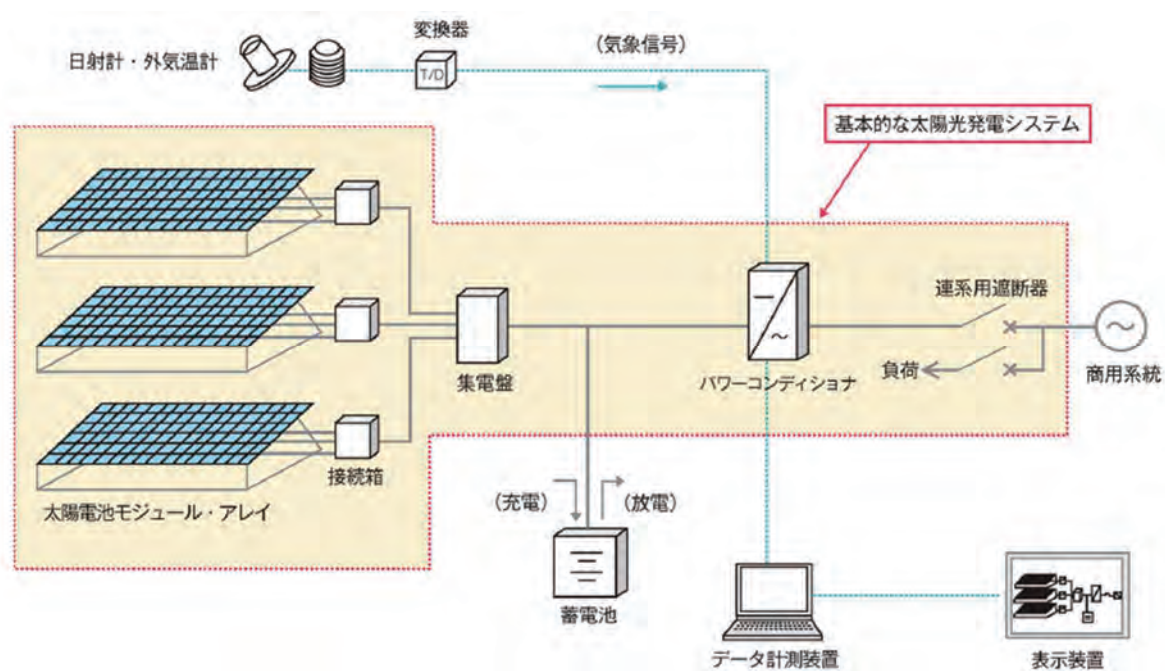 変換器
日射計・外気温計
T/D
(気象信号)
基本的な太陽光発電システム
連系用遮断器
集電盤
パワーコンディショナ
負荷
商用系統
接続箱
太陽電池モジュール・アレイ
(充電)
(放電)
蓄電池
データ計測装置
表示装置